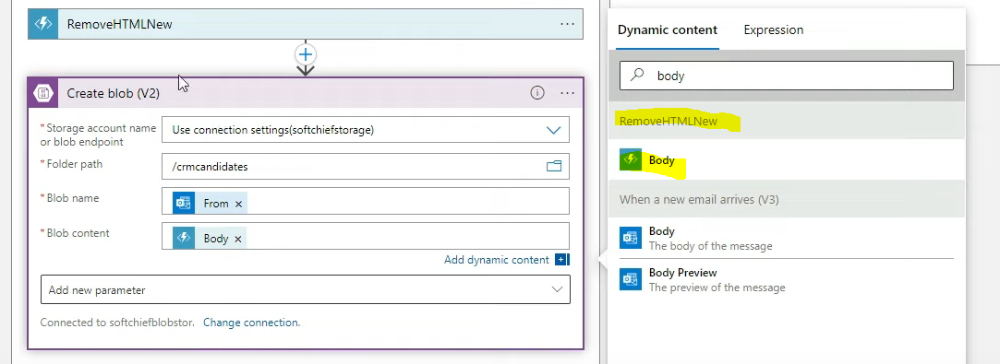 RemoveHTMLNew
Create blob (V2)
* Storage account name
or blob endpoint
Use connection settings(softchiefstorage)
* Folder path
/crmcandidates
* Blob name
From ×
* Blob content
Body ×
Add dynamic content
Add new parameter
Connected to softchiefblobstor. Change connection.
Dynamic content
Expression
body
RemoveHTMLNew
Body
When a new email arrives (V3)
Body
The body of the message
Body Preview
The preview of the message